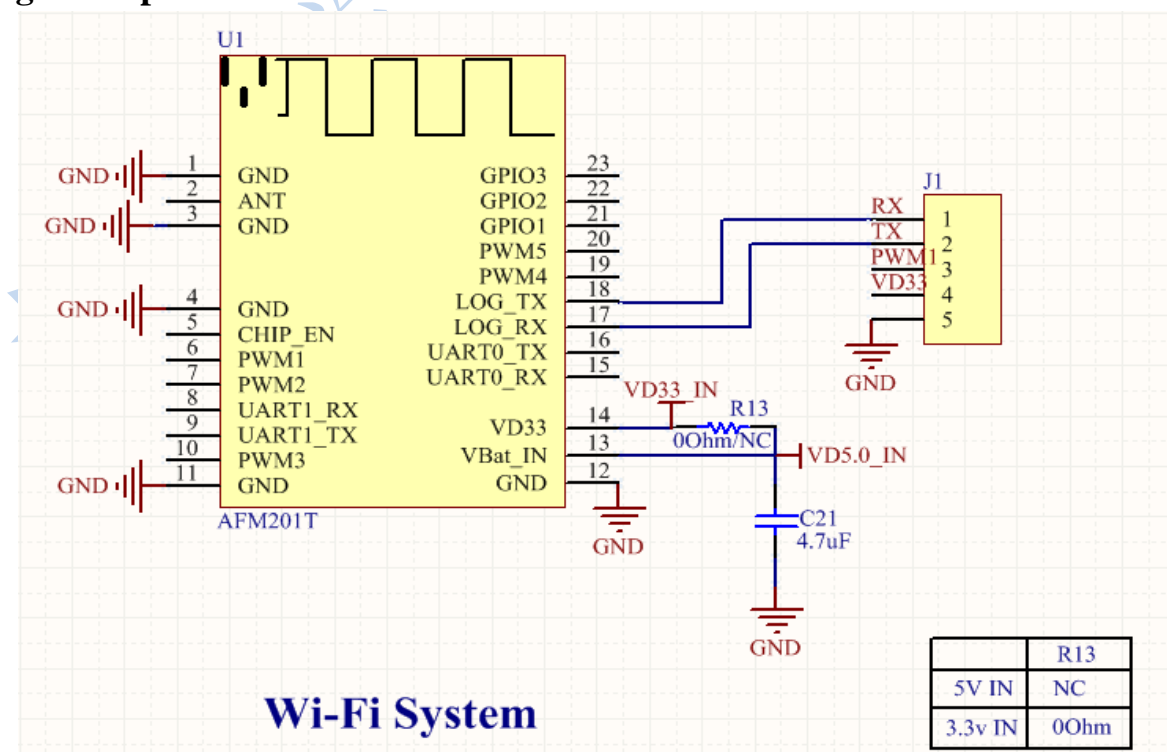 U1
GND 1 GND
2 ANT
GND 3 GND
GND 4 GND
5 CHIP_EN
6 PWM1
7 PWM2
8 UART1_RX
9 UART1_TX
10 PWM3
GND 11 GND
GPIO3 23
GPIO2 22
GPIO1 21
PWM5 20
PWM4 19
LOG_TX 18
LOG_RX 17
UART0_TX 16
UART0_RX 15
VD33 14
VBat_IN 13
GND 12
AFM201T
GND
VD33_IN
R13
0Ohm/NC
VD5.0_IN
C21
4.7uF
GND
J1
RX 1
TX 2
PWM1 3
VD33 4
5
GND
Wi-Fi System
R13
5V IN NC
3.3v IN 0Ohm